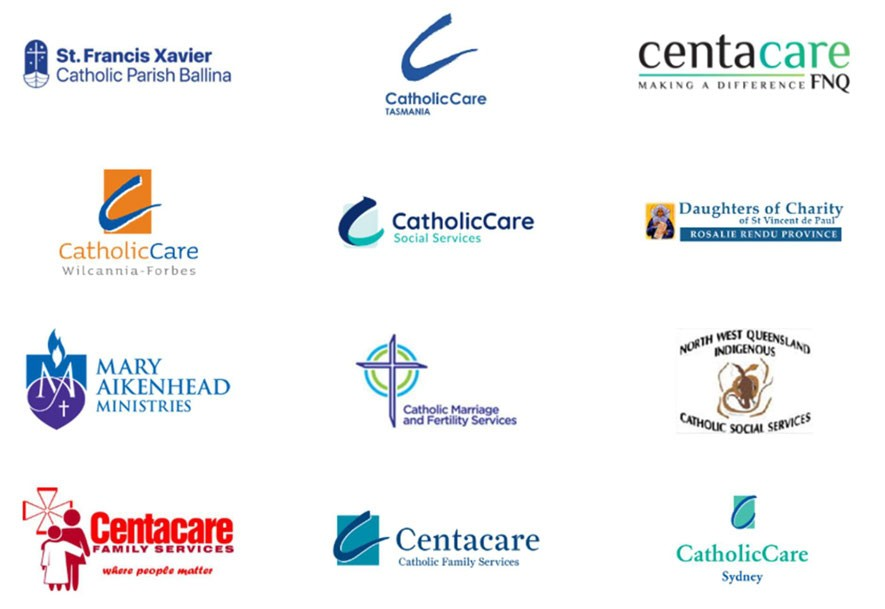 St. Francis Xavier
Catholic Parish Ballina
CatholicCare
TASMANIA
centacare
MAKING A DIFFERENCE FNQ
CatholicCare
Wilcannia-Forbes
CatholicCare
Social Services
Daughters of Charity
of St Vincent de Paul
ROSALIE RENDU PROVINCE
MARY
AIKENHEAD
MINISTRIES
MA
Catholic Marriage
and Fertility Services
NORTH WEST QUEENSLAND
INDIGENOUS
CATHOLIC SOCIAL SERVICES
Centacare
FAMILY SERVICES
where people matter
Centacare
Catholic Family Services
CatholicCare
Sydney